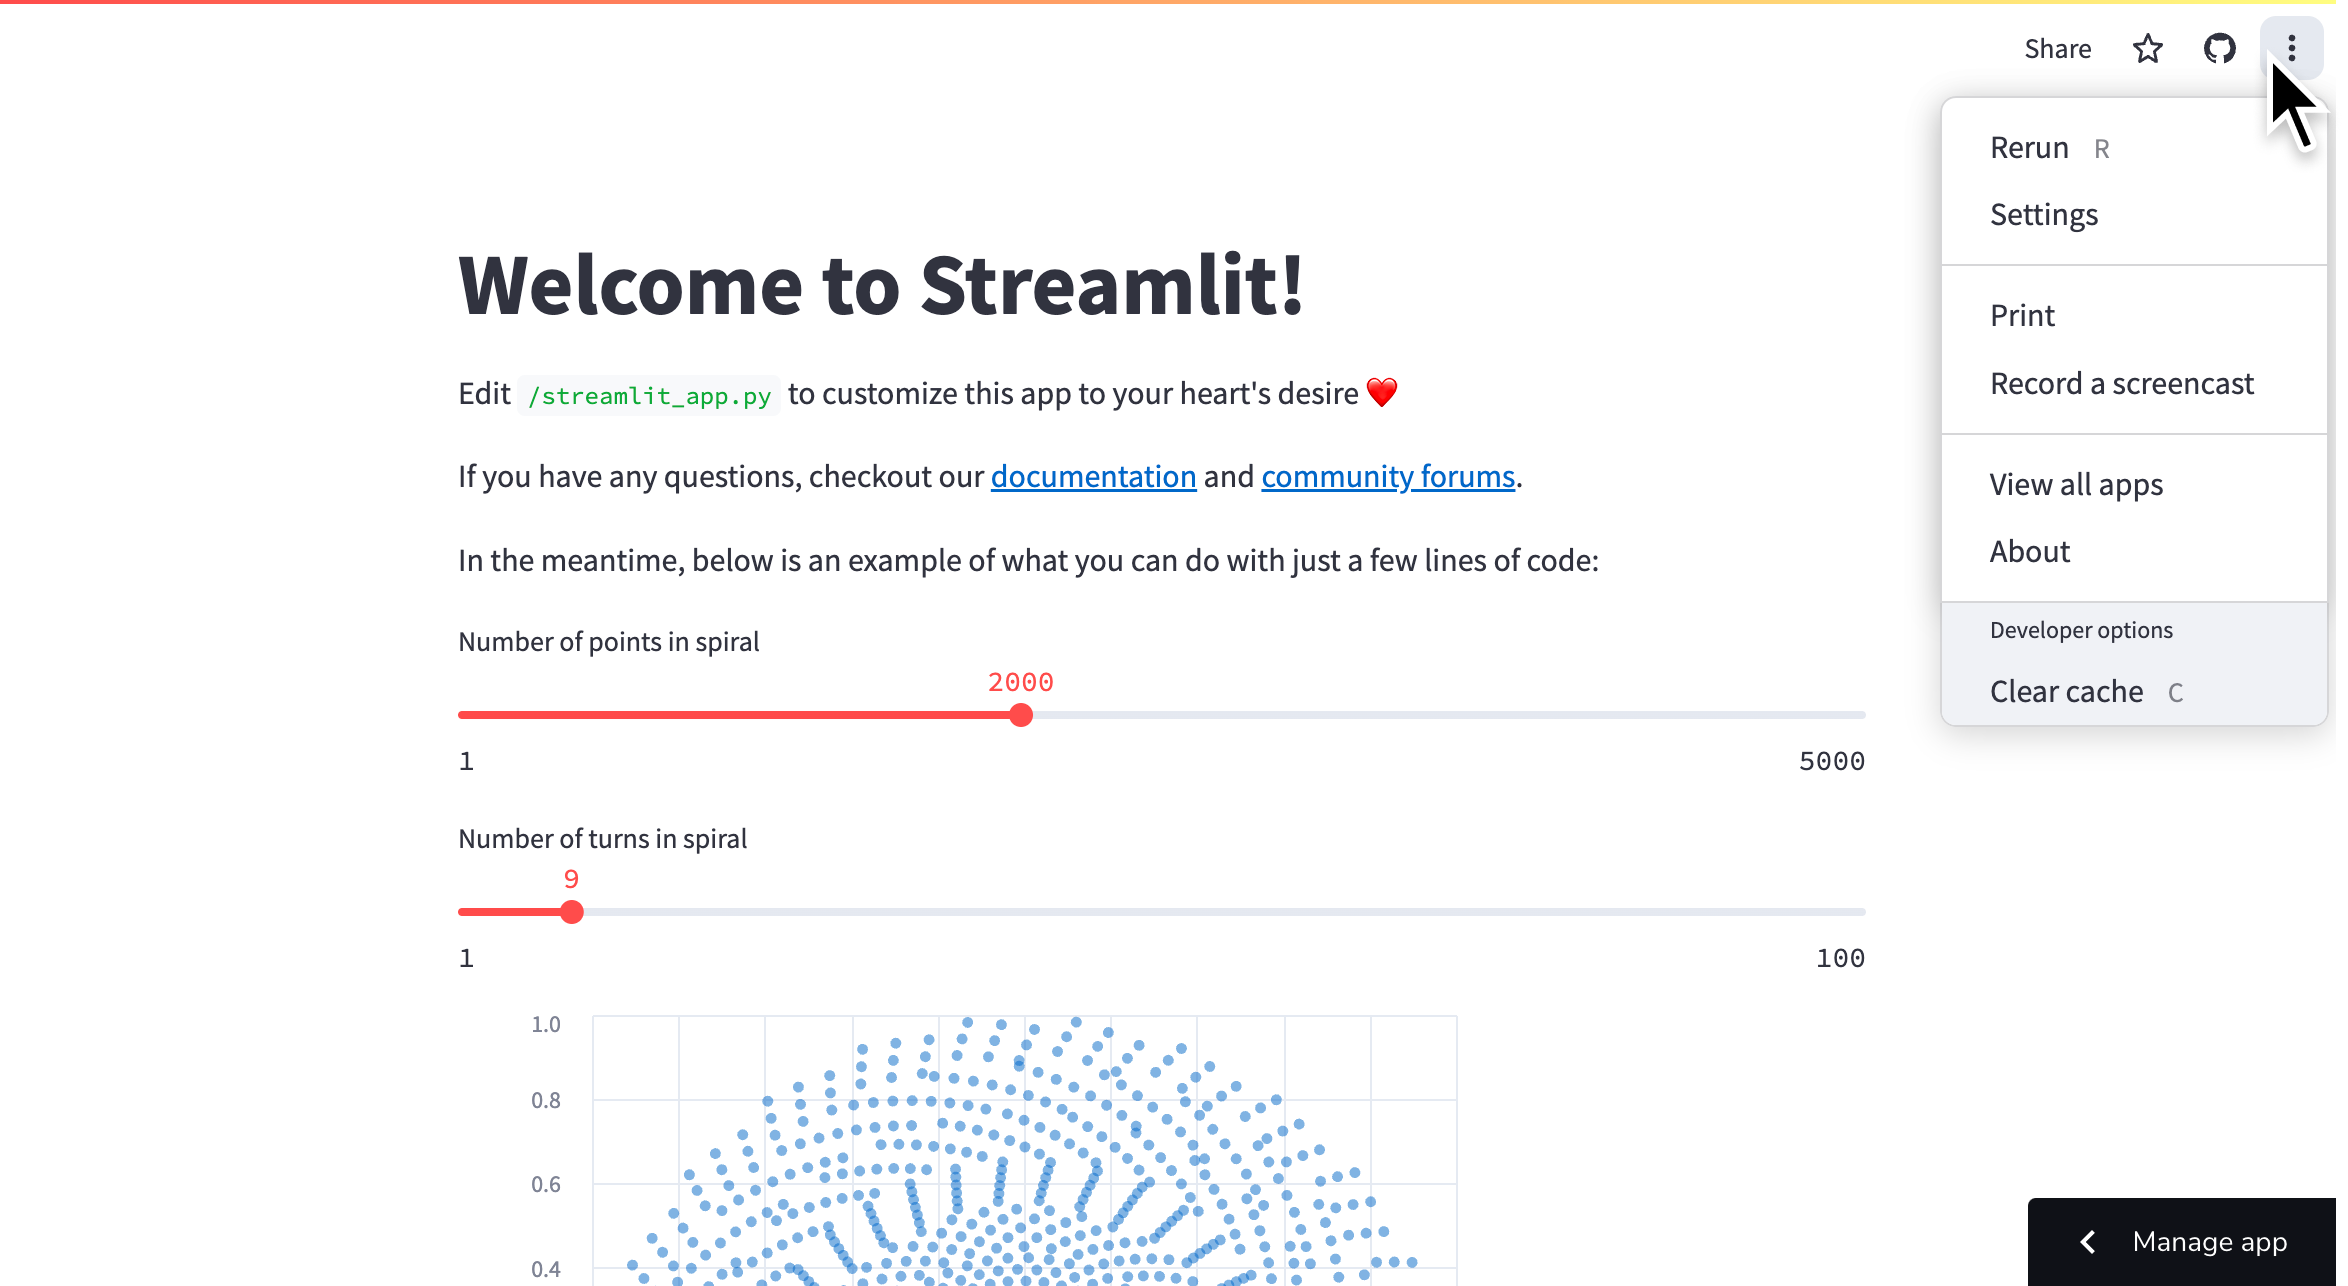 Share
Rerun R
Settings
Print
Record a screencast
View all apps
About
Developer options
Clear cache C
Welcome to Streamlit!
Edit /streamlit_app.py to customize this app to your heart's desire ❤️
If you have any questions, checkout our documentation and community forums.
In the meantime, below is an example of what you can do with just a few lines of code:
Number of points in spiral
2000
1 5000
Number of turns in spiral
9
1 100
1.0
0.8
0.6
0.4
Manage app